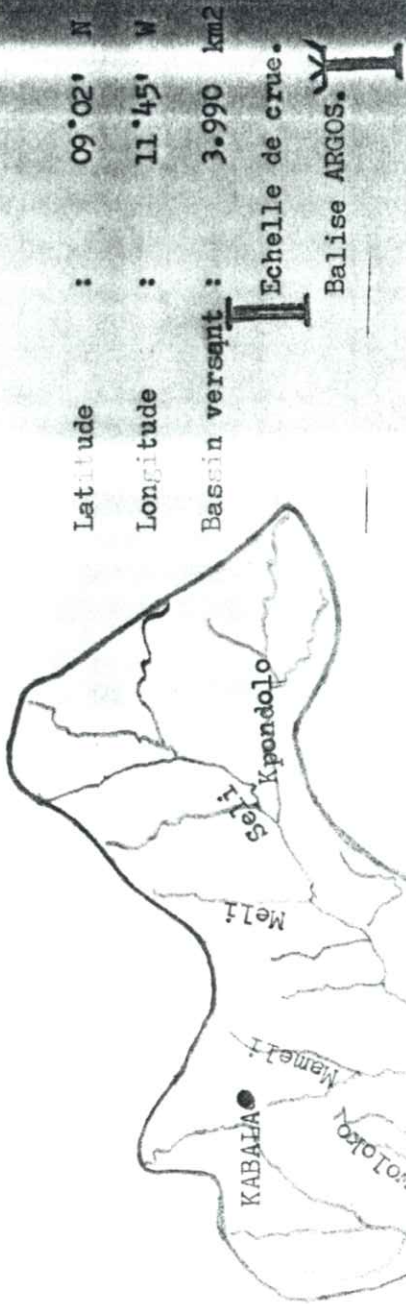 Latitude : 09°02' N
Longitude : 11°45' W
Bassin versant : 3.990 km2
Echelle de crue.
Balise ARGOS.
Seli
Kpondolo
Meli
Mameli
KABALA